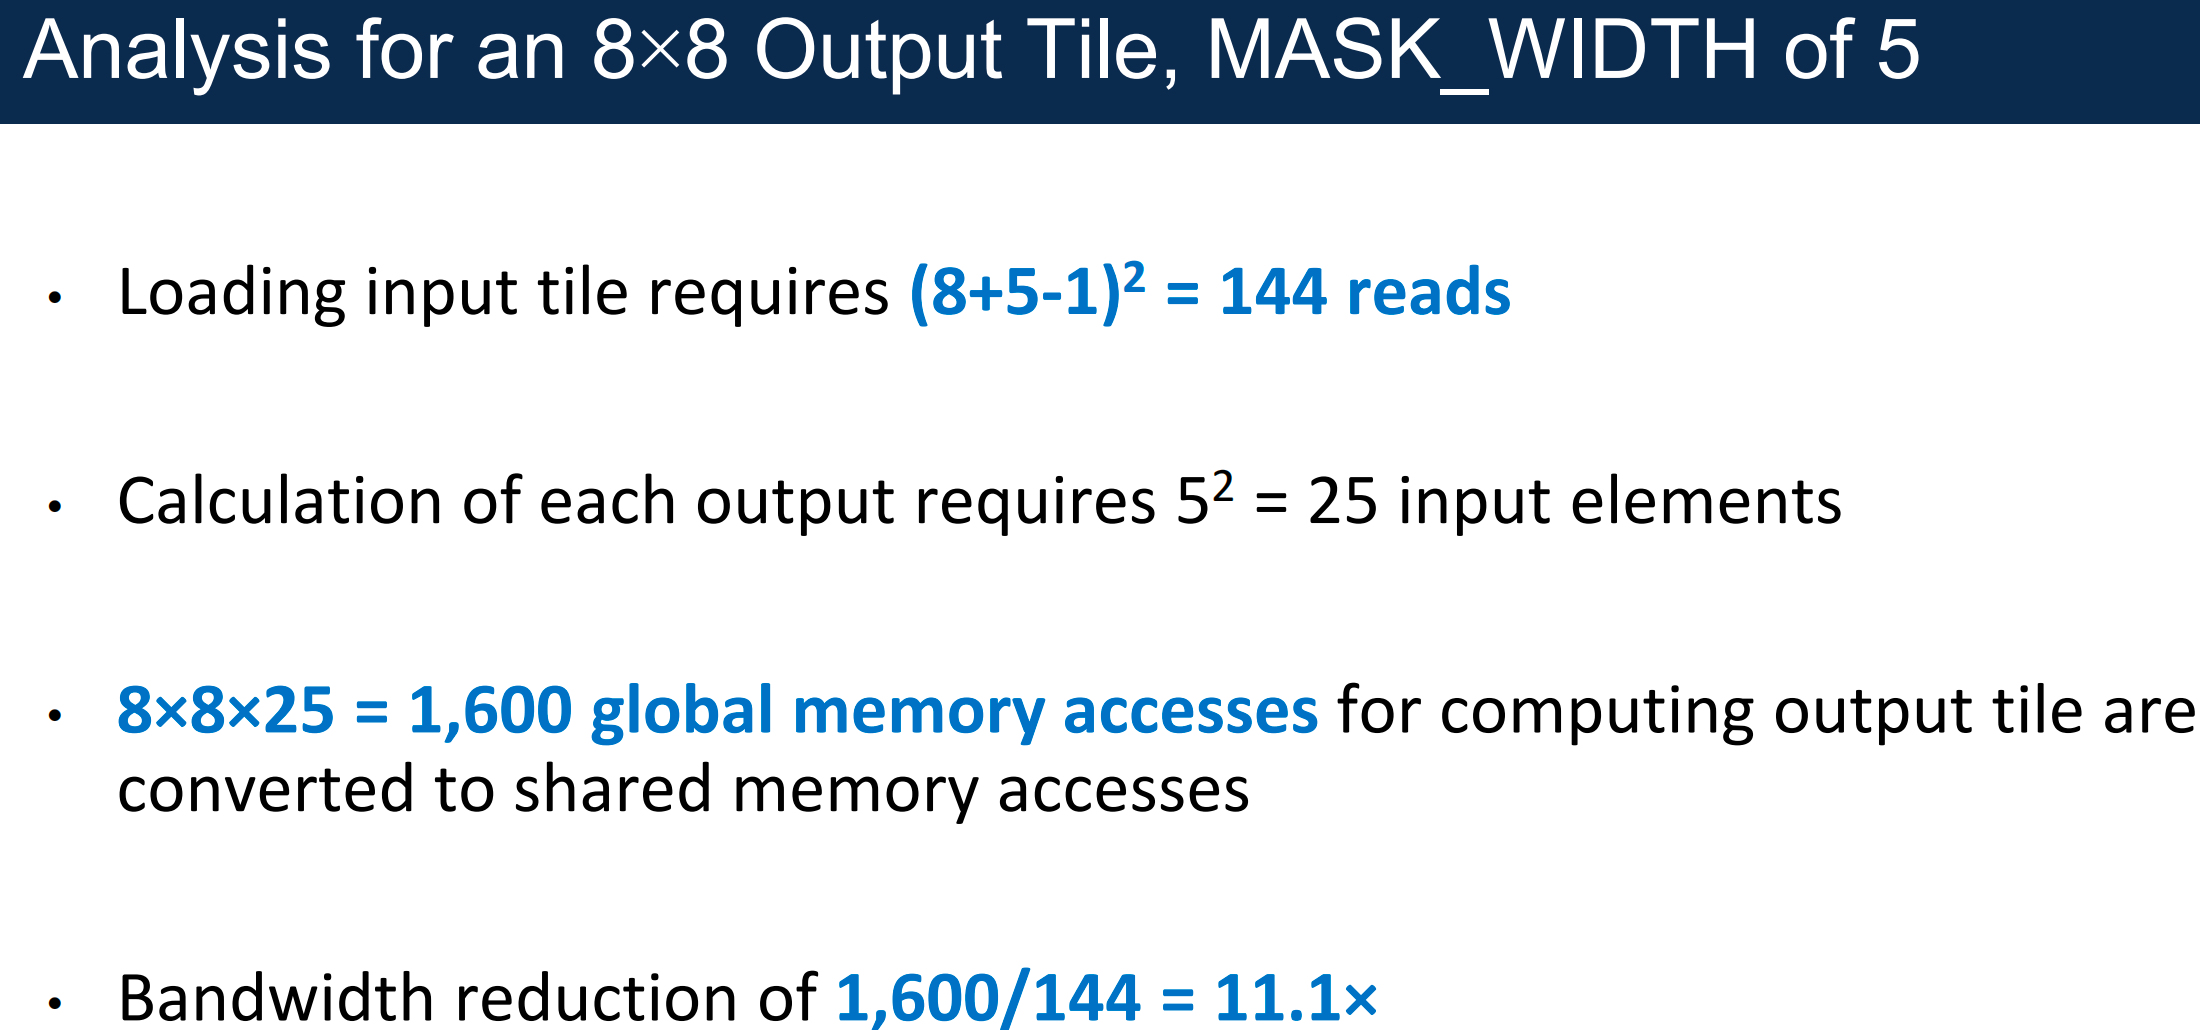 Analysis for an 8×8 Output Tile, MASK_WIDTH of 5
• Loading input tile requires (8+5-1)² = 144 reads
• Calculation of each output requires 5² = 25 input elements
• 8×8×25 = 1,600 global memory accesses for computing output tile are
converted to shared memory accesses
• Bandwidth reduction of 1,600/144 = 11.1×